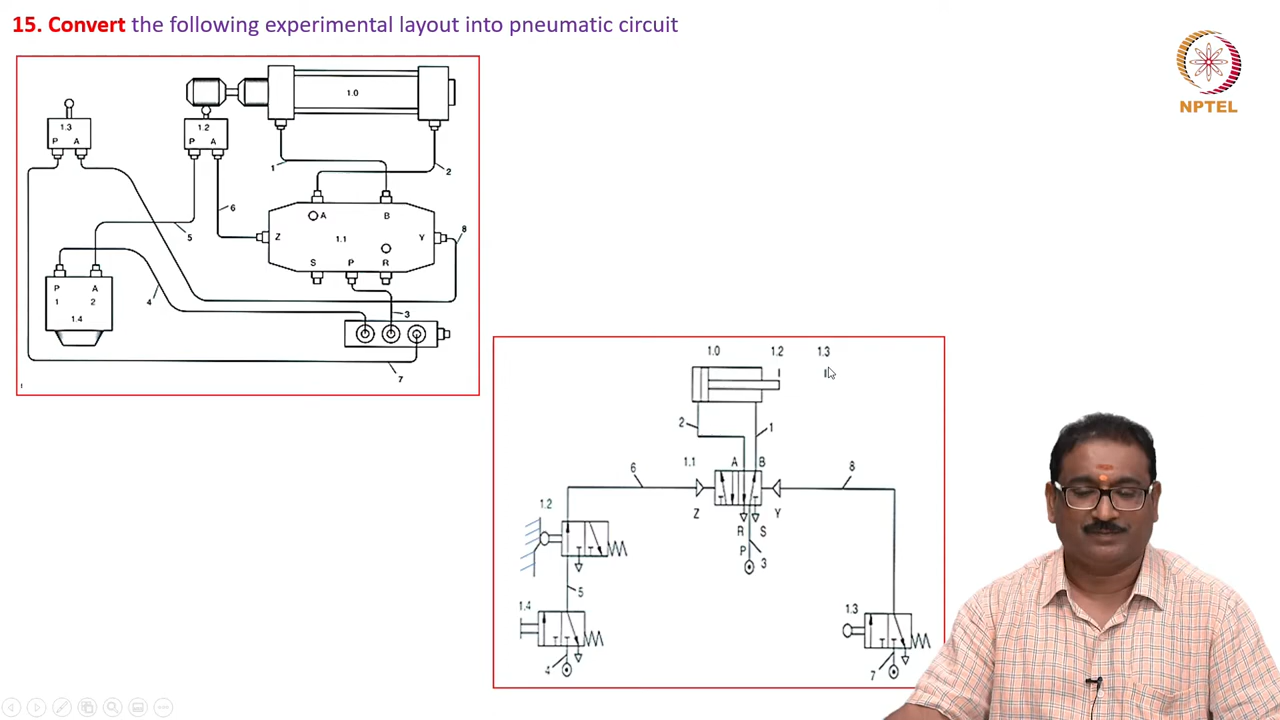 15. Convert the following experimental layout into pneumatic circuit
NPTEL
1.0
1.3
P A
1.2
P A
1
2
6
5
8
A B
Z 1.1 Y
S P R
P A
1 2
1.4
4
3
7
1.0 1.2 1.3
2
1
6
1.1 A B
8
Z Y
R S
P
3
1.2
5
1.4
4
1.3
7